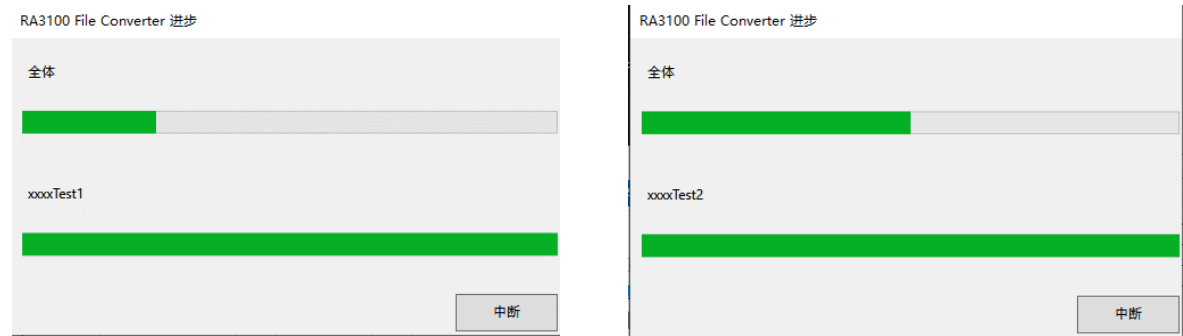 RA3100 File Converter 进步
全体
xxxxTest1
中断
RA3100 File Converter 进步
全体
xxxxTest2
中断